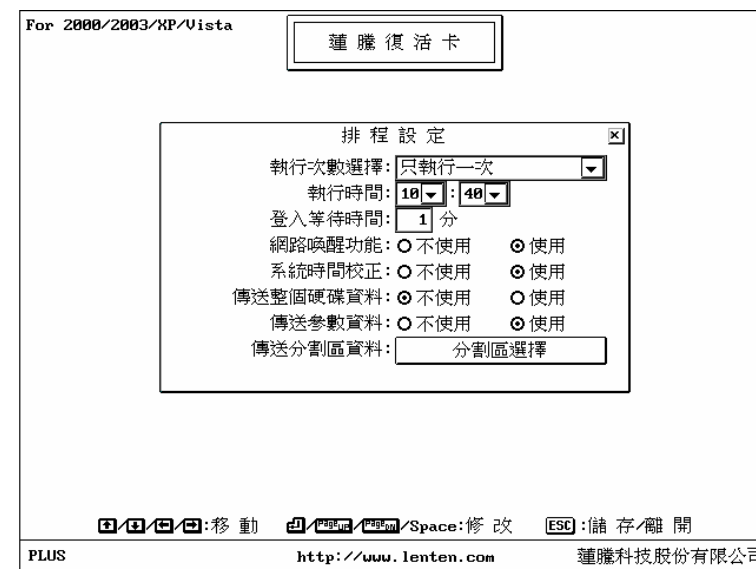 For 2000/2003/XP/Vista
蓮騰復活卡
排程設定
執行次數選擇:只執行一次
執行時間:10:40
登入等待時間:1分
網路喚醒功能:不使用 使用
系統時間校正:不使用 使用
傳送整個硬碟資料:不使用 使用
傳送參數資料:不使用 使用
傳送分割區資料:分割區選擇
/ / / :移動 /PageUP/PageDN/Space:修改 ESC:儲存/離開
PLUS http://www.lenten.com 蓮騰科技股份有限公司